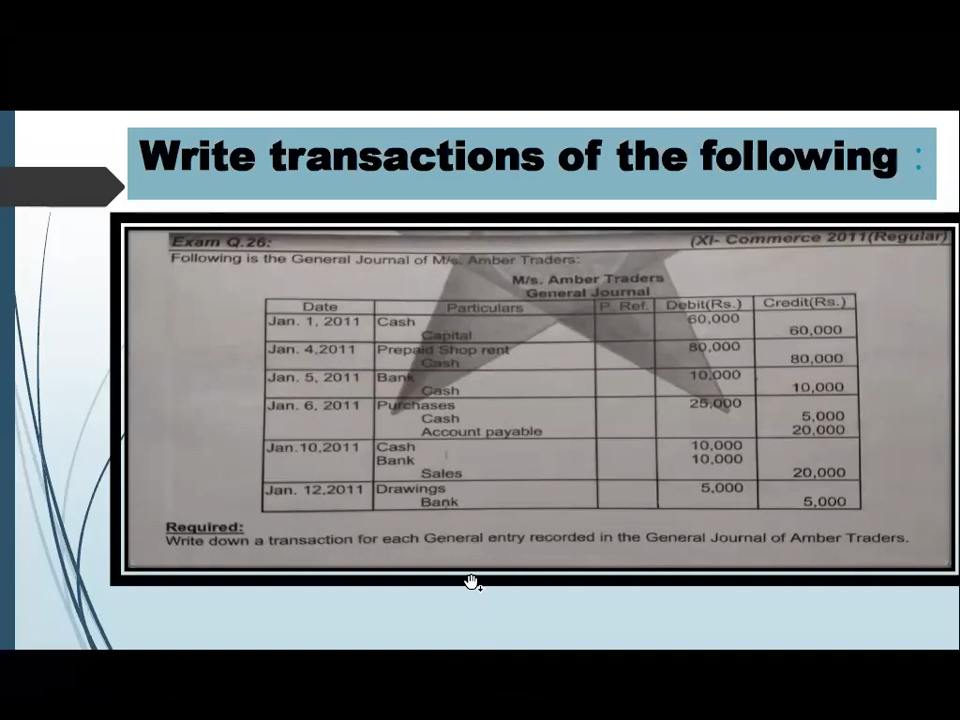 Write transactions of the following :
Exam Q.26: (XI- Commerce 2011(Regular)
Following is the General Journal of M/s. Amber Traders:
M/s. Amber Traders
General Journal
Date Particulars P. Ref. Debit(Rs.) Credit(Rs.)
Jan. 1, 2011 Cash 60,000
Capital 60,000
Jan. 4,2011 Prepaid Shop rent 80,000
Cash 80,000
Jan. 5, 2011 Bank 10,000
Cash 10,000
Jan. 6, 2011 Purchases 25,000
Cash 5,000
Account payable 20,000
Jan.10,2011 Cash 10,000
Bank 10,000
Sales 20,000
Jan. 12,2011 Drawings 5,000
Bank 5,000
Required:
Write down a transaction for each General entry recorded in the General Journal of Amber Traders.